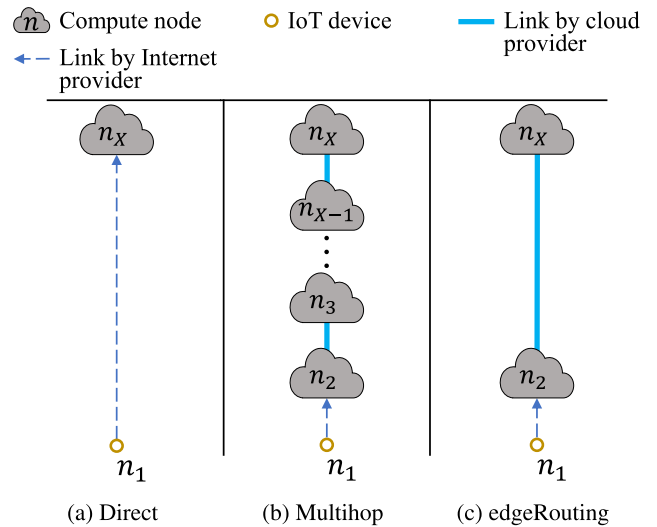 n Compute node
IoT device
Link by cloud
provider
Link by Internet
provider
n_X
n_X
n_X
n_{X-1}
n_3
n_2
n_2
n_1
n_1
n_1
(a) Direct
(b) Multihop
(c) edgeRouting